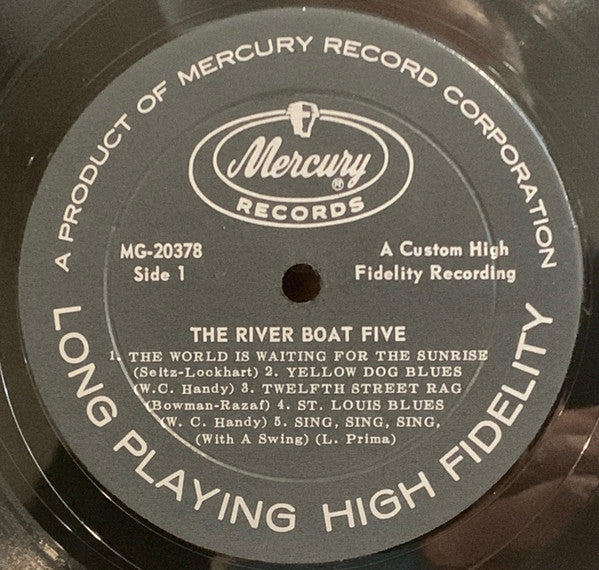 A PRODUCT OF MERCURY RECORD CORPORATION
Mercury®
RECORDS
MG-20378
Side 1
A Custom High
Fidelity Recording
THE RIVER BOAT FIVE
1. THE WORLD IS WAITING FOR THE SUNRISE
(Seitz-Lockhart) 2. YELLOW DOG BLUES
(W.C. Handy) 3. TWELFTH STREET RAG
(Bowman-Razaf) 4. ST. LOUIS BLUES
(W. C. Handy) 5. SING, SING, SING,
(With A Swing) (L. Prima)
LONG PLAYING HIGH FIDELITY